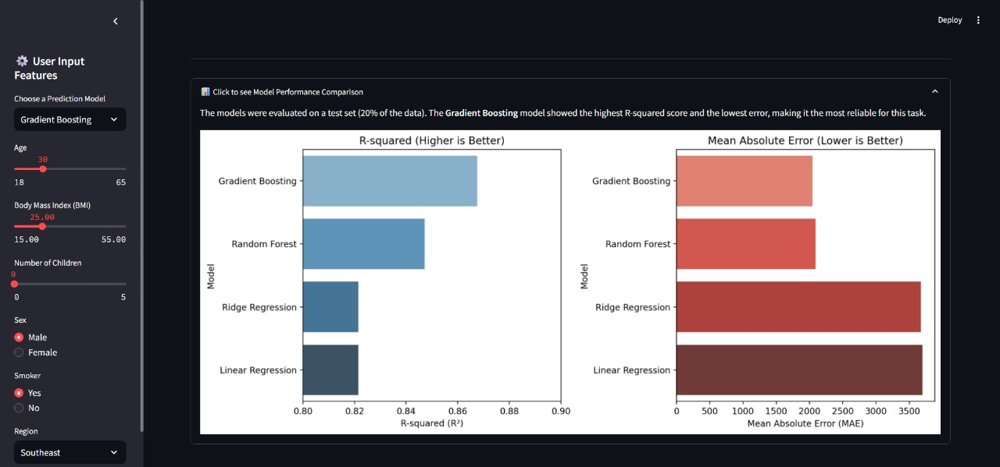 Deploy
User Input
Features
Choose a Prediction Model
Gradient Boosting
Age
30
18 65
Body Mass Index (BMI)
25.00
15.00 55.00
Number of Children
0
0 5
Sex
Male
Female
Smoker
Yes
No
Region
Southeast
Click to see Model Performance Comparison
The models were evaluated on a test set (20% of the data). The Gradient Boosting model showed the highest R-squared score and the lowest error, making it the most reliable for this task.
R-squared (Higher is Better)
Model
Gradient Boosting
Random Forest
Ridge Regression
Linear Regression
0.80 0.82 0.84 0.86 0.88 0.90
R-squared (R²)
Mean Absolute Error (Lower is Better)
Model
Gradient Boosting
Random Forest
Ridge Regression
Linear Regression
0 500 1000 1500 2000 2500 3000 3500
Mean Absolute Error (MAE)